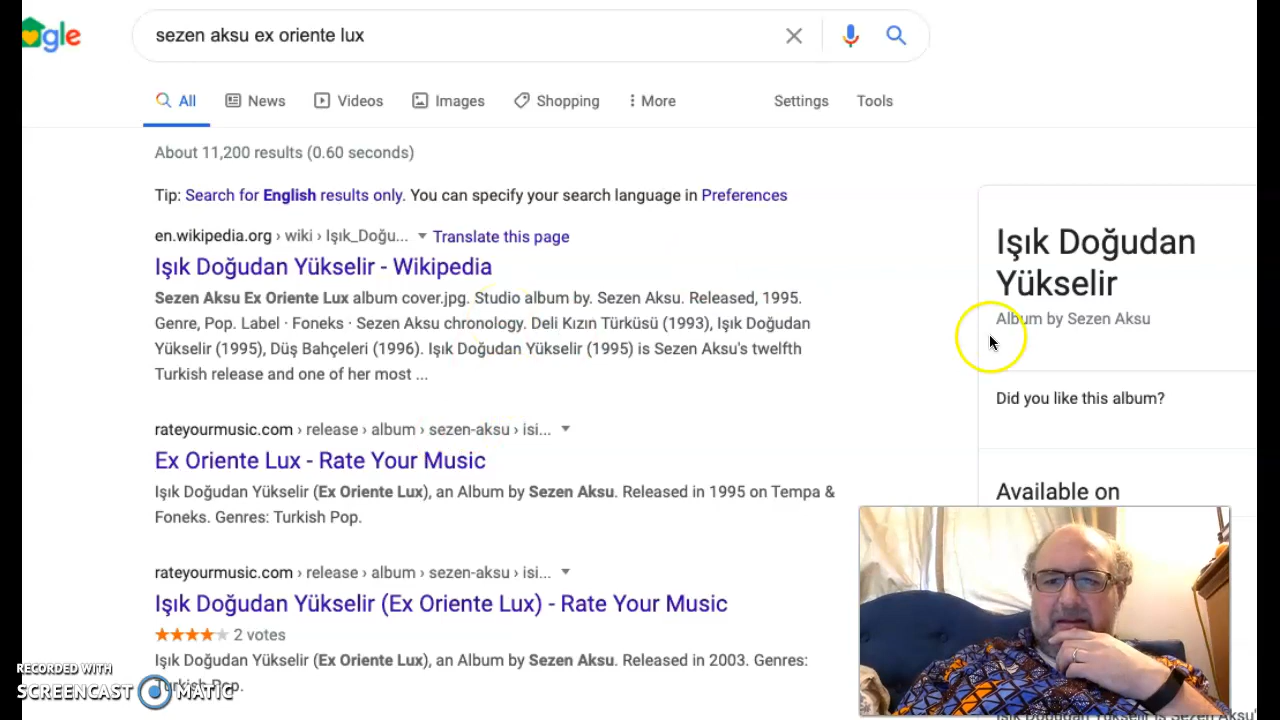 gle
sezen aksu ex oriente lux
All News Videos Images Shopping More Settings Tools
About 11,200 results (0.60 seconds)
Tip: Search for English results only. You can specify your search language in Preferences
en.wikipedia.org › wiki › Işık_Doğu... Translate this page
Işık Doğudan Yükselir - Wikipedia
Sezen Aksu Ex Oriente Lux album cover.jpg. Studio album by. Sezen Aksu. Released, 1995.
Genre, Pop. Label · Foneks · Sezen Aksu chronology. Deli Kızın Türküsü (1993), Işık Doğudan
Yükselir (1995), Düş Bahçeleri (1996). Işık Doğudan Yükselir (1995) is Sezen Aksu's twelfth
Turkish release and one of her most ...
rateyourmusic.com › release › album › sezen-aksu › isi...
Ex Oriente Lux - Rate Your Music
Işık Doğudan Yükselir (Ex Oriente Lux), an Album by Sezen Aksu. Released in 1995 on Tempa &
Foneks. Genres: Turkish Pop.
rateyourmusic.com › release › album › sezen-aksu › isi...
Işık Doğudan Yükselir (Ex Oriente Lux) - Rate Your Music
2 votes
Işık Doğudan Yükselir (Ex Oriente Lux), an Album by Sezen Aksu. Released in 2003. Genres:
Turkish Pop.
Işık Doğudan
Yükselir
Album by Sezen Aksu
Did you like this album?
Available on
Işık Doğudan Yükselir is Sezen Aksu's
RECORDED WITH
SCREENCAST MATIC